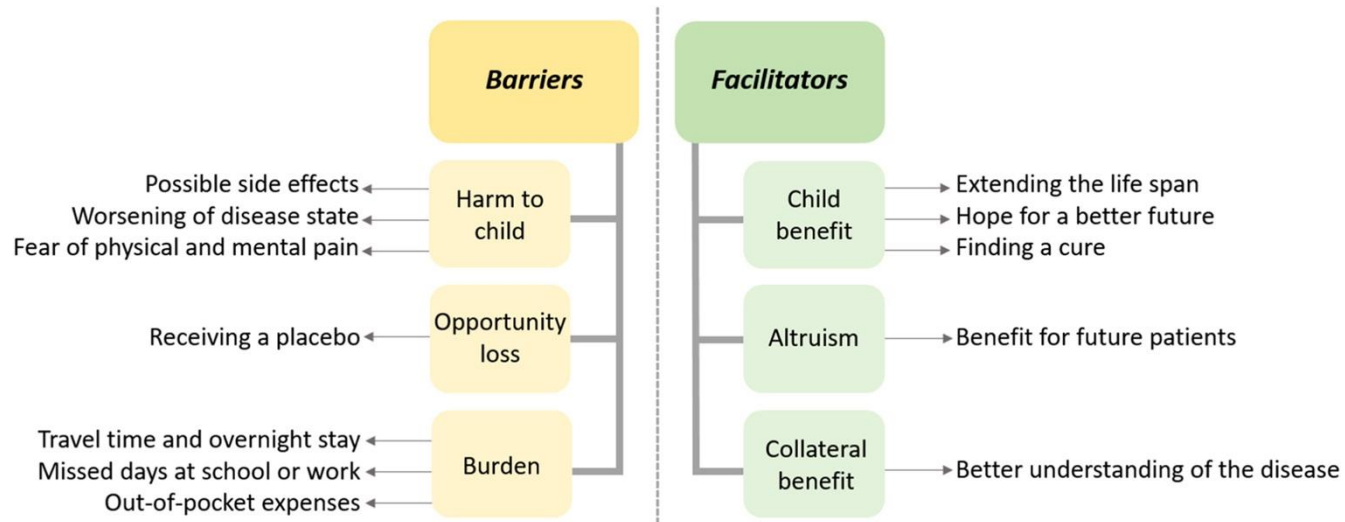 Barriers
Possible side effects
Worsening of disease state
Fear of physical and mental pain
Harm to
child
Receiving a placebo
Opportunity
loss
Travel time and overnight stay
Missed days at school or work
Out-of-pocket expenses
Burden
Facilitators
Child
benefit
Extending the life span
Hope for a better future
Finding a cure
Altruism
Benefit for future patients
Collateral
benefit
Better understanding of the disease